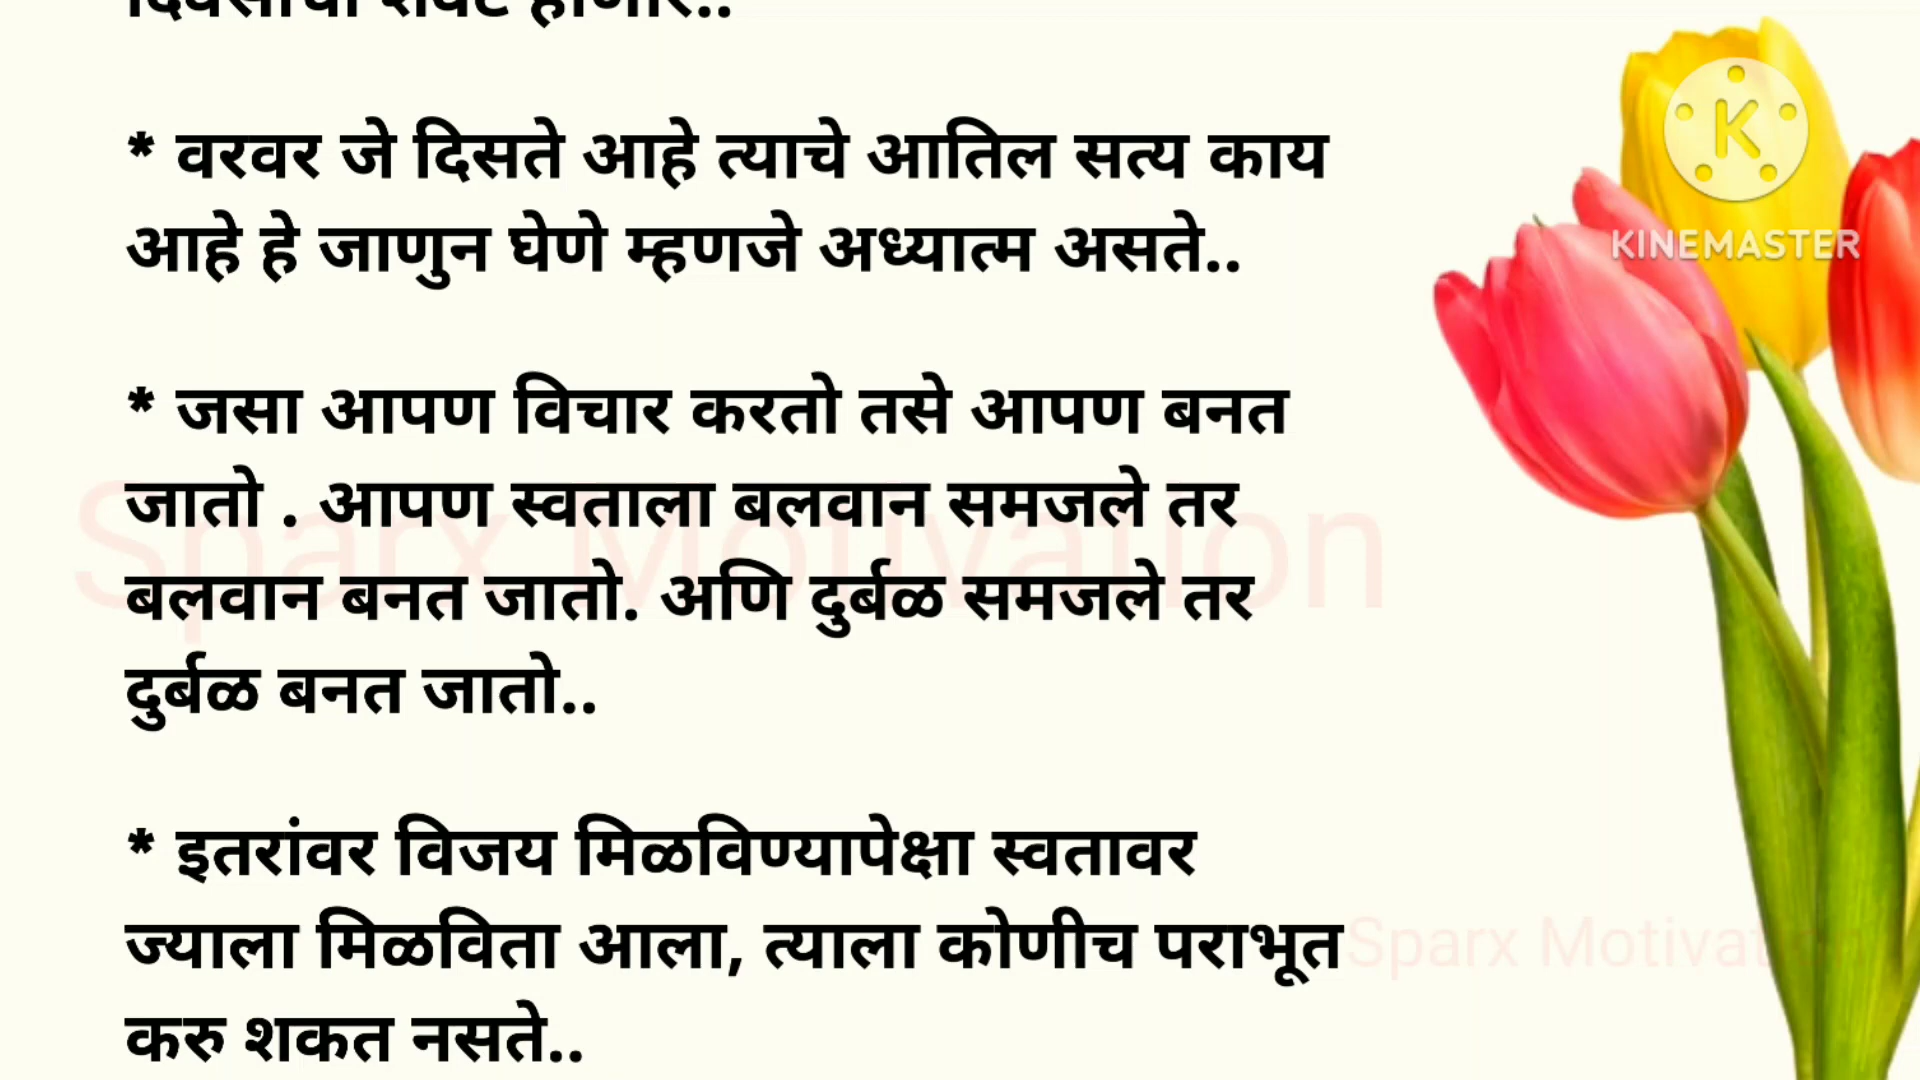 * वरवर जे दिसते आहे त्याचे आतिल सत्य काय
आहे हे जाणुन घेणे म्हणजे अध्यात्म असते..
* जसा आपण विचार करतो तसे आपण बनत
जातो . आपण स्वताला बलवान समजले तर
बलवान बनत जातो. अणि दुर्बळ समजले तर
दुर्बळ बनत जातो..
* इतरांवर विजय मिळविण्यापेक्षा स्वतावर
ज्याला मिळविता आला, त्याला कोणीच पराभूत
करु शकत नसते..
K
KINEMASTER
Sparx Motivation
Sparx Motivation